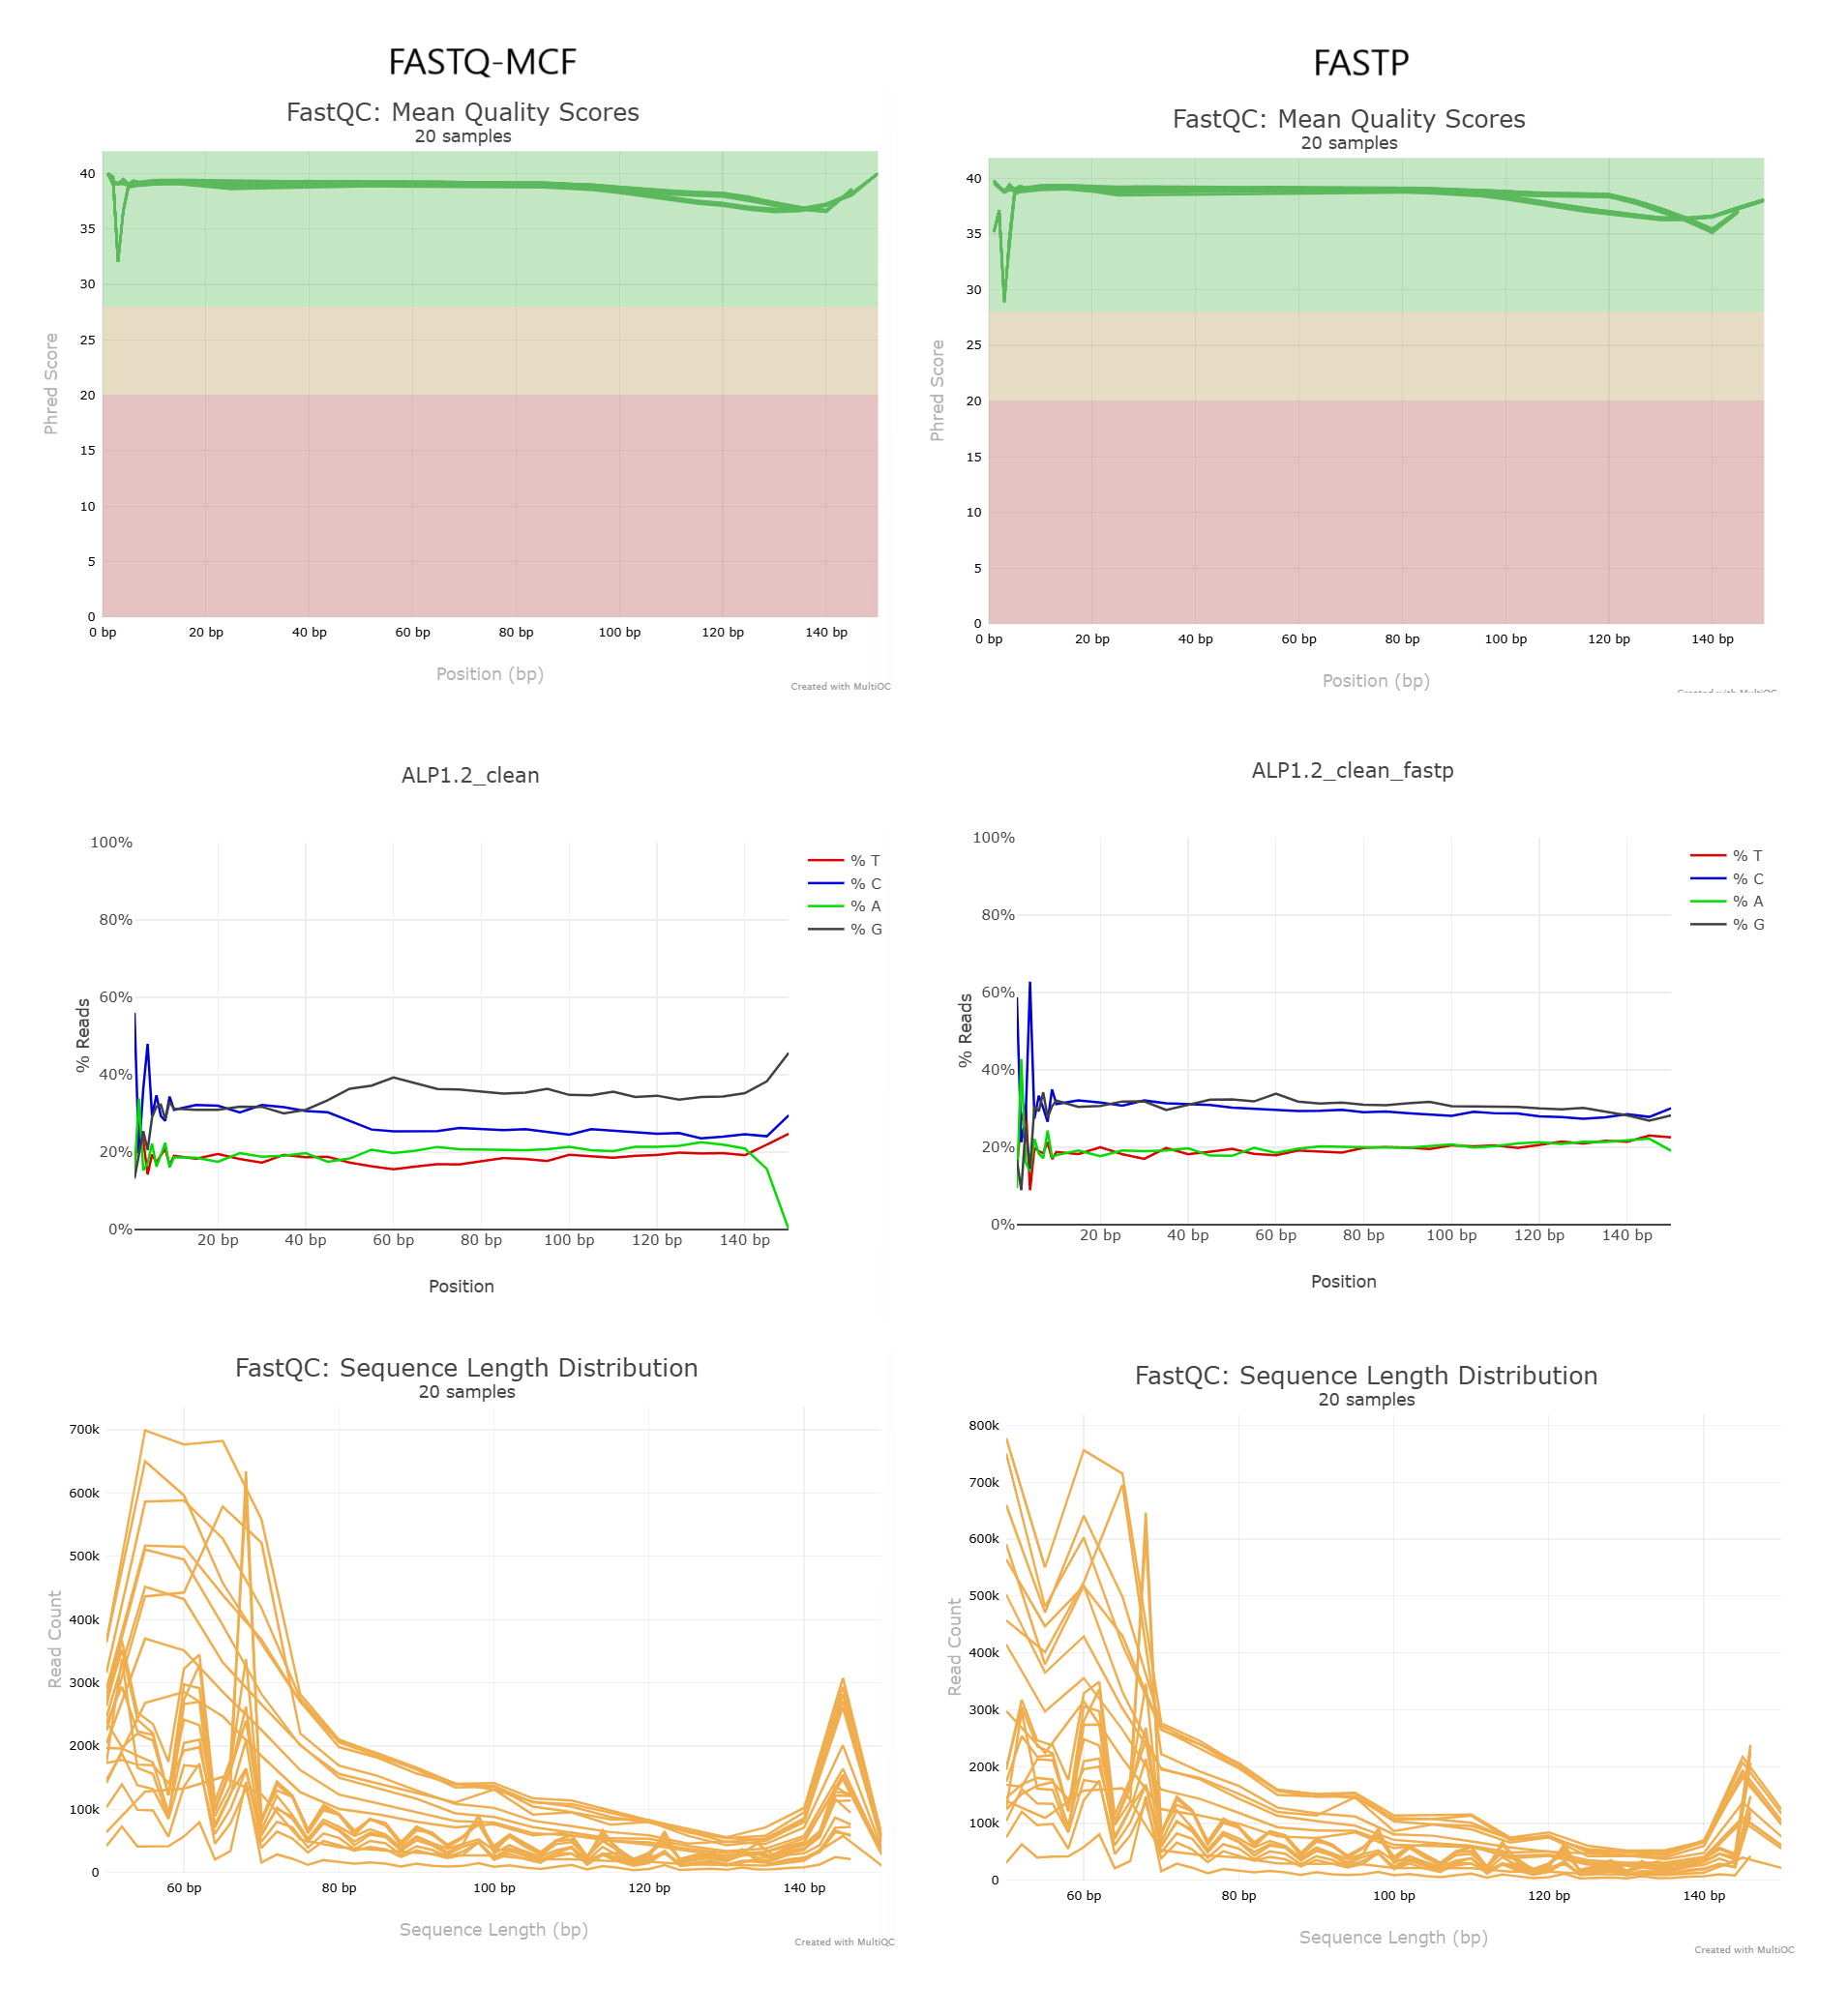 FASTQ-MCF
FastQC: Mean Quality Scores
20 samples
40
35
30
25
20
15
10
5
0
Phred Score
0 bp 20 bp 40 bp 60 bp 80 bp 100 bp 120 bp 140 bp
Position (bp)
Created with MultiQC
FASTP
FastQC: Mean Quality Scores
20 samples
40
35
30
25
20
15
10
5
0
Phred Score
0 bp 20 bp 40 bp 60 bp 80 bp 100 bp 120 bp 140 bp
Position (bp)
Created with MultiQC
ALP1.2_clean
100%
80%
60%
40%
20%
0%
% Reads
% T
% C
% A
% G
20 bp 40 bp 60 bp 80 bp 100 bp 120 bp 140 bp
Position
ALP1.2_clean_fastp
100%
80%
60%
40%
20%
0%
% Reads
% T
% C
% A
% G
20 bp 40 bp 60 bp 80 bp 100 bp 120 bp 140 bp
Position
FastQC: Sequence Length Distribution
20 samples
700k
600k
500k
400k
300k
200k
100k
0
Read Count
60 bp 80 bp 100 bp 120 bp 140 bp
Sequence Length (bp)
Created with MultiQC
FastQC: Sequence Length Distribution
20 samples
800k
700k
600k
500k
400k
300k
200k
100k
0
Read Count
60 bp 80 bp 100 bp 120 bp 140 bp
Sequence Length (bp)
Created with MultiQC